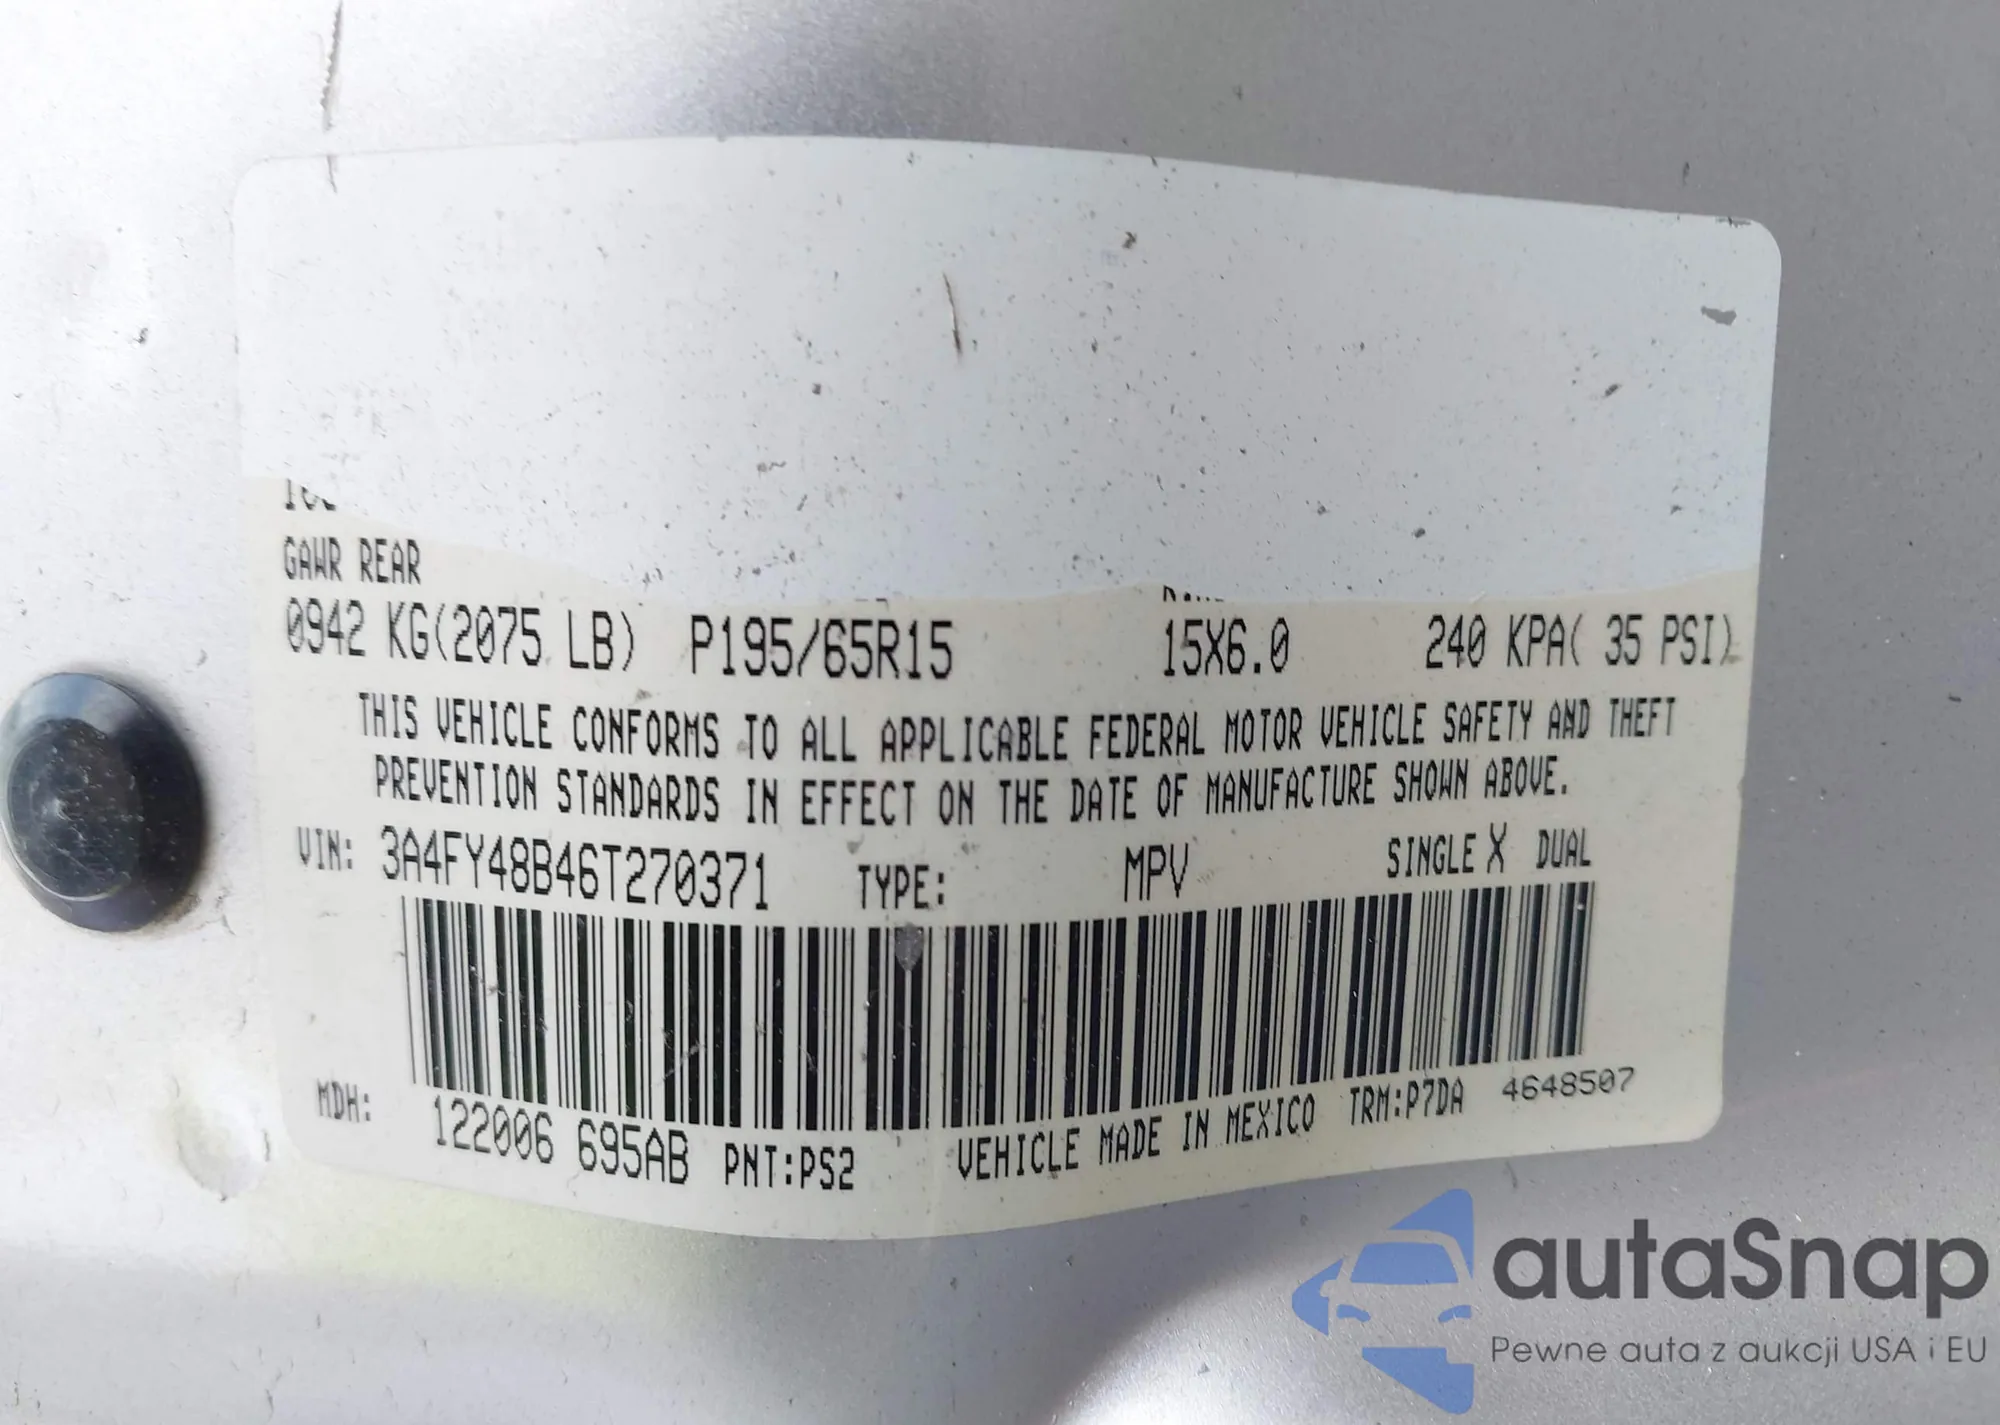 GAWR REAR
0942 KG(2075 LB) P195/65R15 15X6.0 240 KPA( 35 PSI)
THIS VEHICLE CONFORMS TO ALL APPLICABLE FEDERAL MOTOR VEHICLE SAFETY AND THEFT
PREVENTION STANDARDS IN EFFECT ON THE DATE OF MANUFACTURE SHOWN ABOVE.
VIN: 3A4FY48B46T270371 TYPE: MPV SINGLE X DUAL
MDH: 122006 695AB PNT:PS2 VEHICLE MADE IN MEXICO TRM:P7DA 4648507
autaSnap
Pewne auta z aukcji USA i EU